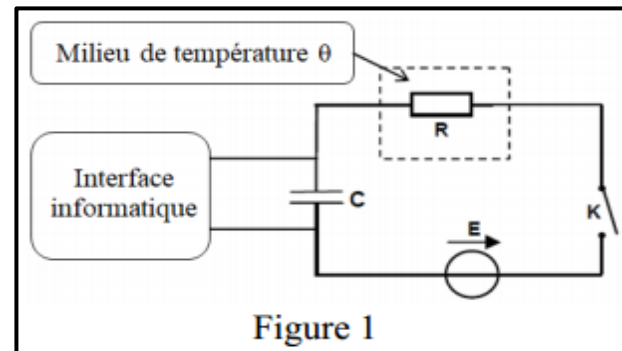 Milieu de température θ
R
Interface
informatique
C
K
E
Figure 1